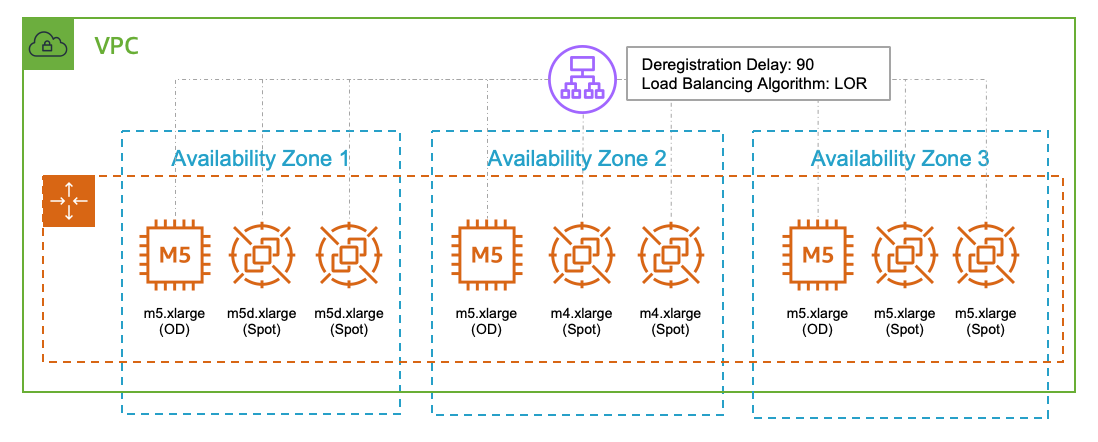 VPC
Deregistration Delay: 90
Load Balancing Algorithm: LOR
Availability Zone 1
Availability Zone 2
Availability Zone 3
M5
M5
M5
m5.xlarge
(OD)
m5d.xlarge
(Spot)
m5d.xlarge
(Spot)
m5.xlarge
(OD)
m4.xlarge
(Spot)
m4.xlarge
(Spot)
m5.xlarge
(OD)
m5.xlarge
(Spot)
m5.xlarge
(Spot)